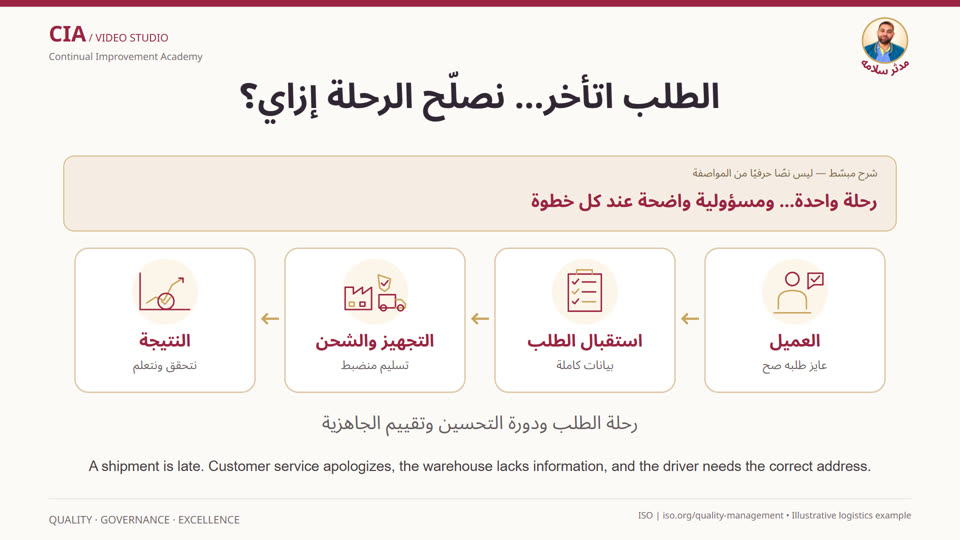 CIA / VIDEO STUDIO
Continual Improvement Academy
مدثر سلامه
الطلب اتأخر... نصلّح الرحلة إزاي؟
شرح مبسّط — ليس نصًا حرفيًا من المواصفة
رحلة واحدة... ومسؤولية واضحة عند كل خطوة
العميل
عايز طلبه صح
استقبال الطلب
بيانات كاملة
التجهيز والشحن
تسليم منضبط
النتيجة
نتحقق ونتعلم
رحلة الطلب ودورة التحسين وتقييم الجاهزية
A shipment is late. Customer service apologizes, the warehouse lacks information, and the driver needs the correct address.
QUALITY · GOVERNANCE · EXCELLENCE
ISO | iso.org/quality-management • Illustrative logistics example